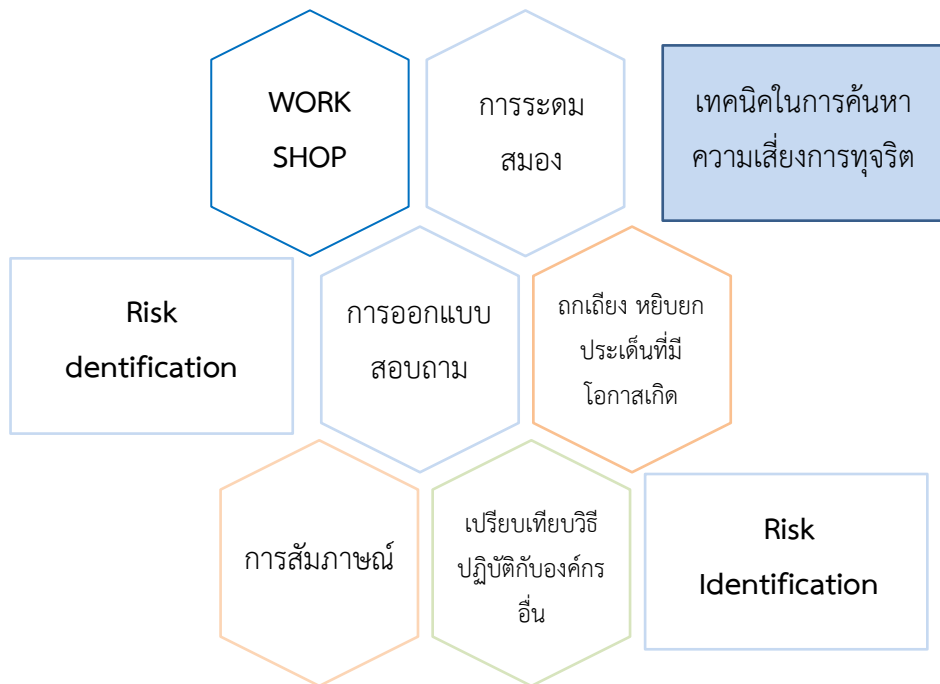 WORK
SHOP
การระดม
สมอง
เทคนิคในการค้นหา
ความเสี่ยงการทุจริต
Risk
dentification
การออกแบบ
สอบถาม
ถกเถียง หยิบยก
ประเด็นที่มี
โอกาสเกิด
การสัมภาษณ์
เปรียบเทียบวิธี
ปฏิบัติกับองค์กร
อื่น
Risk
Identification